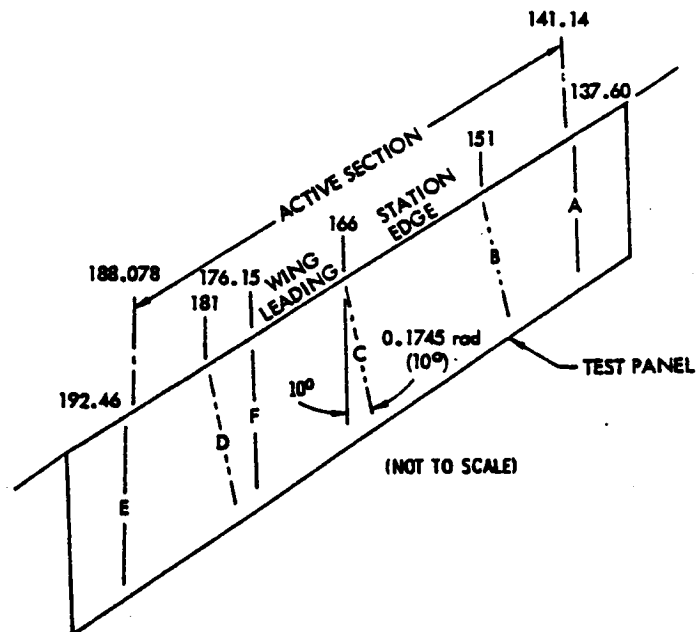 141.14
137.60
ACTIVE SECTION
151
STATION
EDGE
166
A
188.078
176.15
WING
LEADING
181
B
0.1745 rad
(10°)
C
TEST PANEL
192.46
10°
F
D
(NOT TO SCALE)
E